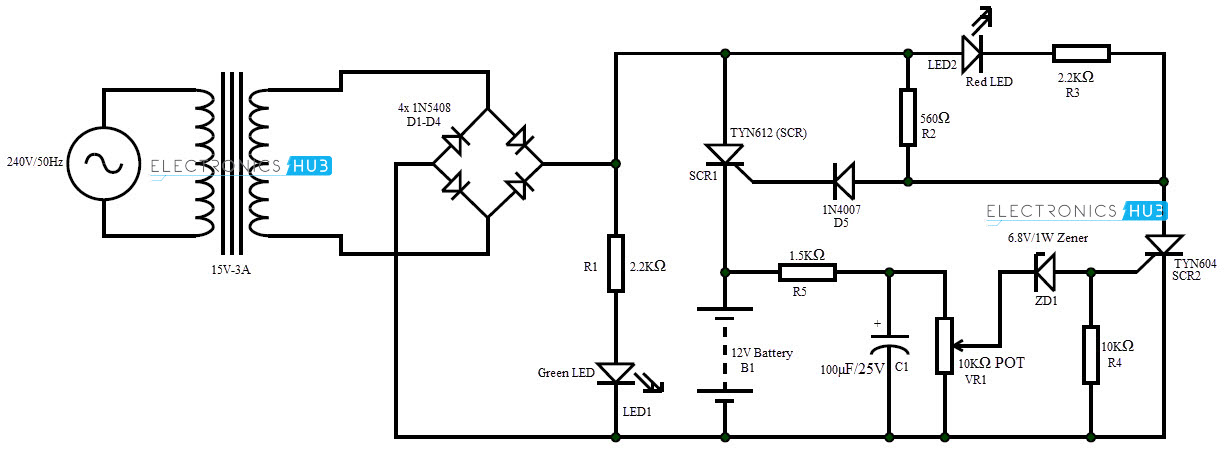 240V/50Hz
15V-3A
ELECTRONICS HUB
4x 1N5408
D1-D4
R1
2.2KΩ
Green LED
LED1
TYN612 (SCR)
SCR1
1N4007
D5
560Ω
R2
LED2
Red LED
2.2KΩ
R3
ELECTRONICS HUB
6.8V/1W Zener
ZD1
TYN604
SCR2
1.5KΩ
R5
12V Battery
B1
+
100μF/25V
C1
10KΩ POT
VR1
10KΩ
R4